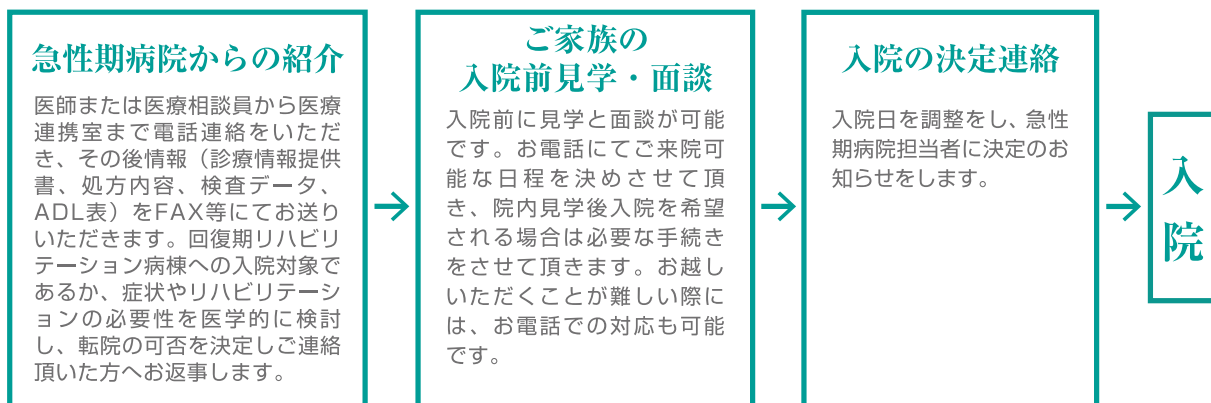 急性期病院からの紹介
医師または医療相談員から医療
連携室まで電話連絡をいただ
き、その後情報（診療情報提供
書、処方内容、検査データ、
ADL表）をFAX等にてお送り
いただきます。回復期リハビリ
テーション病棟への入院対象で
あるか、症状やリハビリテーシ
ョンの必要性を医学的に検討
し、転院の可否を決定しご連絡
頂いた方へお返事します。
ご家族の
入院前見学・面談
入院前に見学と面談が可能
です。お電話にてご来院可
能な日程を決めさせて頂
き、院内見学後入院を希望
される場合は必要な手続き
をさせて頂きます。お越し
いただくことが難しい際に
は、お電話での対応も可能
です。
入院の決定連絡
入院日を調整をし、急性
期病院担当者に決定のお
知らせをします。
入院